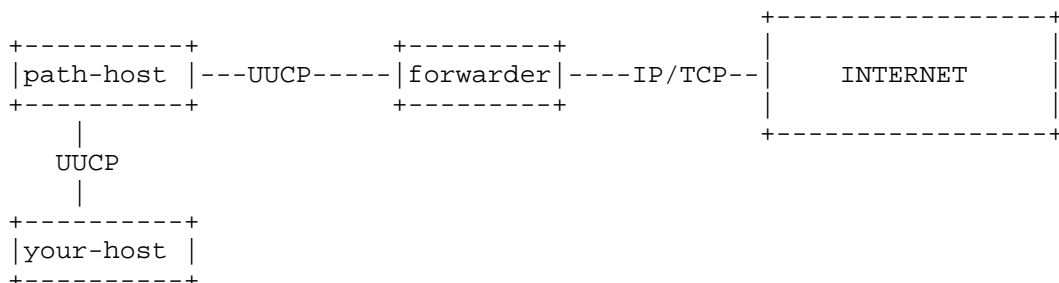 +-----------------+
+----------+ +---------+ | |
|path-host |---UUCP-----|forwarder|----IP/TCP--| INTERNET |
+----------+ +---------+ | |
| +-----------------+
UUCP
|
+----------+
|your-host |
+----------+